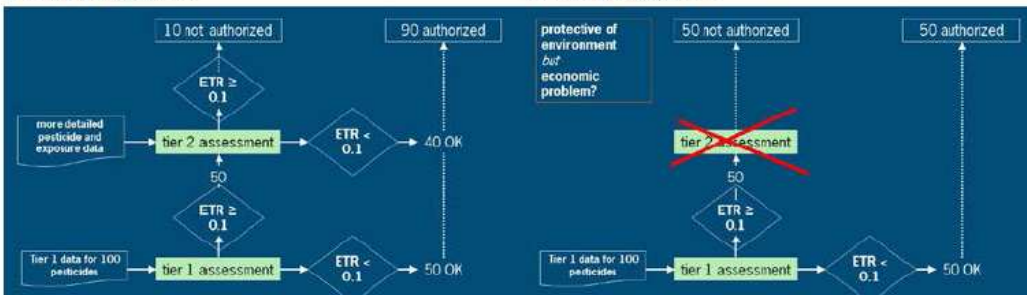 10 not authorized
90 authorized
ETR ≥
0.1
more detailed
pesticide and
exposure data
tier 2 assessment
ETR <
0.1
40 OK
50
ETR ≥
0.1
Tier 1 data for 100
pesticides
tier 1 assessment
ETR <
0.1
50 OK
protective of
environment
but
economic
problem?
50 not authorized
50 authorized
tier 2 assessment
50
ETR ≥
0.1
Tier 1 data for 100
pesticides
tier 1 assessment
ETR <
0.1
50 OK